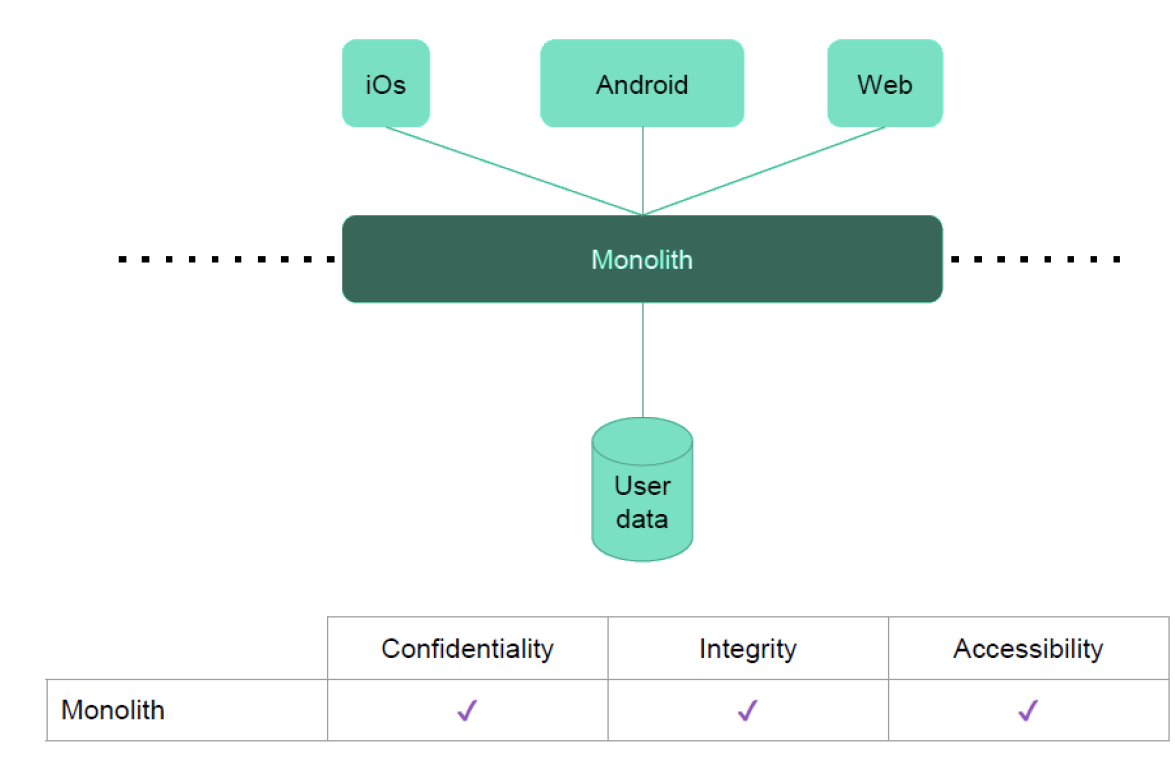 iOs Android Web
Monolith
User
data
Confidentiality Integrity Accessibility
Monolith ✓ ✓ ✓